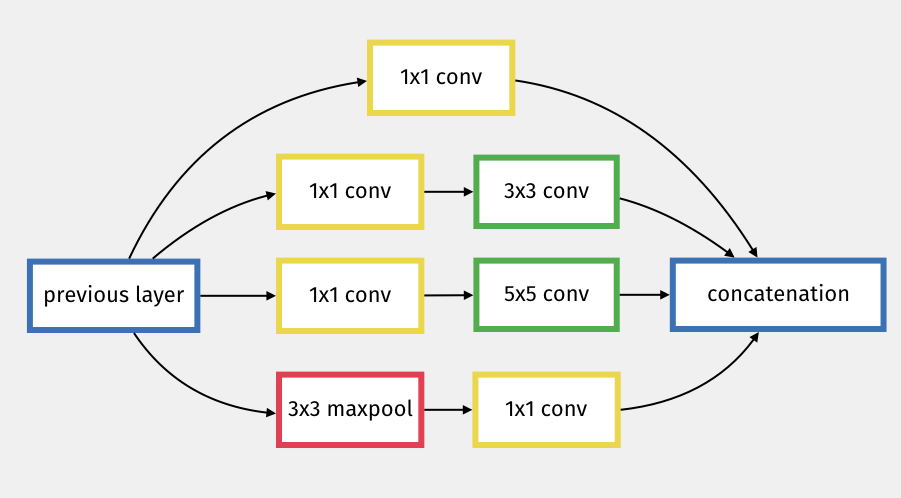 1x1 conv
1x1 conv
3x3 conv
previous layer
1x1 conv
5x5 conv
concatenation
3x3 maxpool
1x1 conv